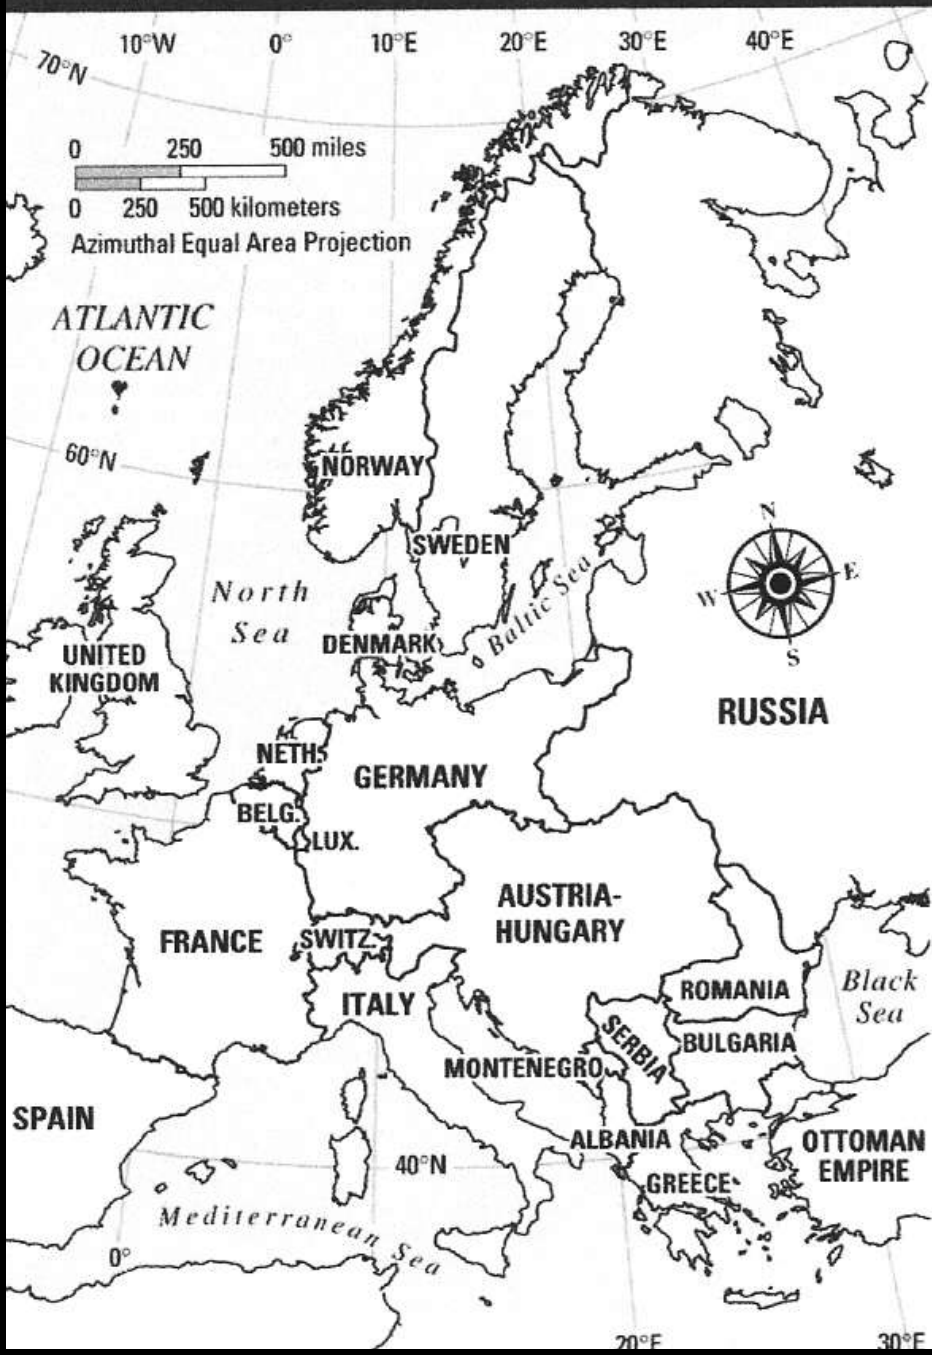 10°W 0° 10°E 20°E 30°E 40°E
70°N
0 250 500 miles
0 250 500 kilometers
Azimuthal Equal Area Projection
ATLANTIC
OCEAN
60°N
NORWAY
SWEDEN
North
Sea
Baltic Sea
DENMARK
UNITED
KINGDOM
N
E
W
S
RUSSIA
NETH.
GERMANY
BELG.
LUX.
AUSTRIA-
HUNGARY
FRANCE
SWITZ.
ITALY
ROMANIA
Black
Sea
SERBIA
BULGARIA
MONTENEGRO
SPAIN
ALBANIA
OTTOMAN
EMPIRE
40°N
GREECE
Mediterranean Sea
0°
20°E 30°E